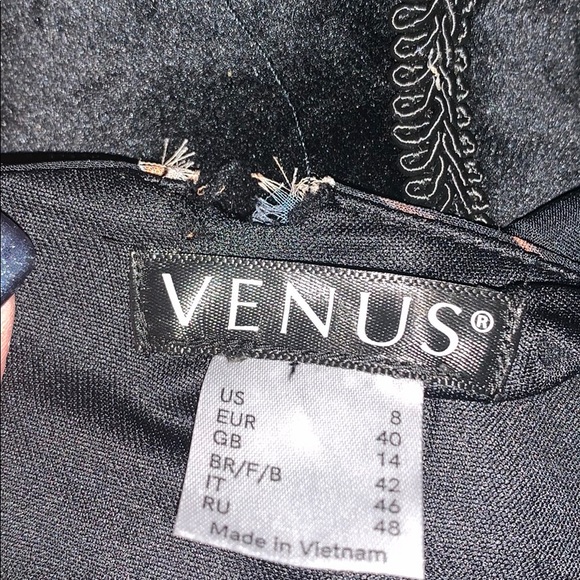 VENUS®
US 8
EUR 40
GB 14
BR/F/B 42
IT 46
RU 48
Made in Vietnam